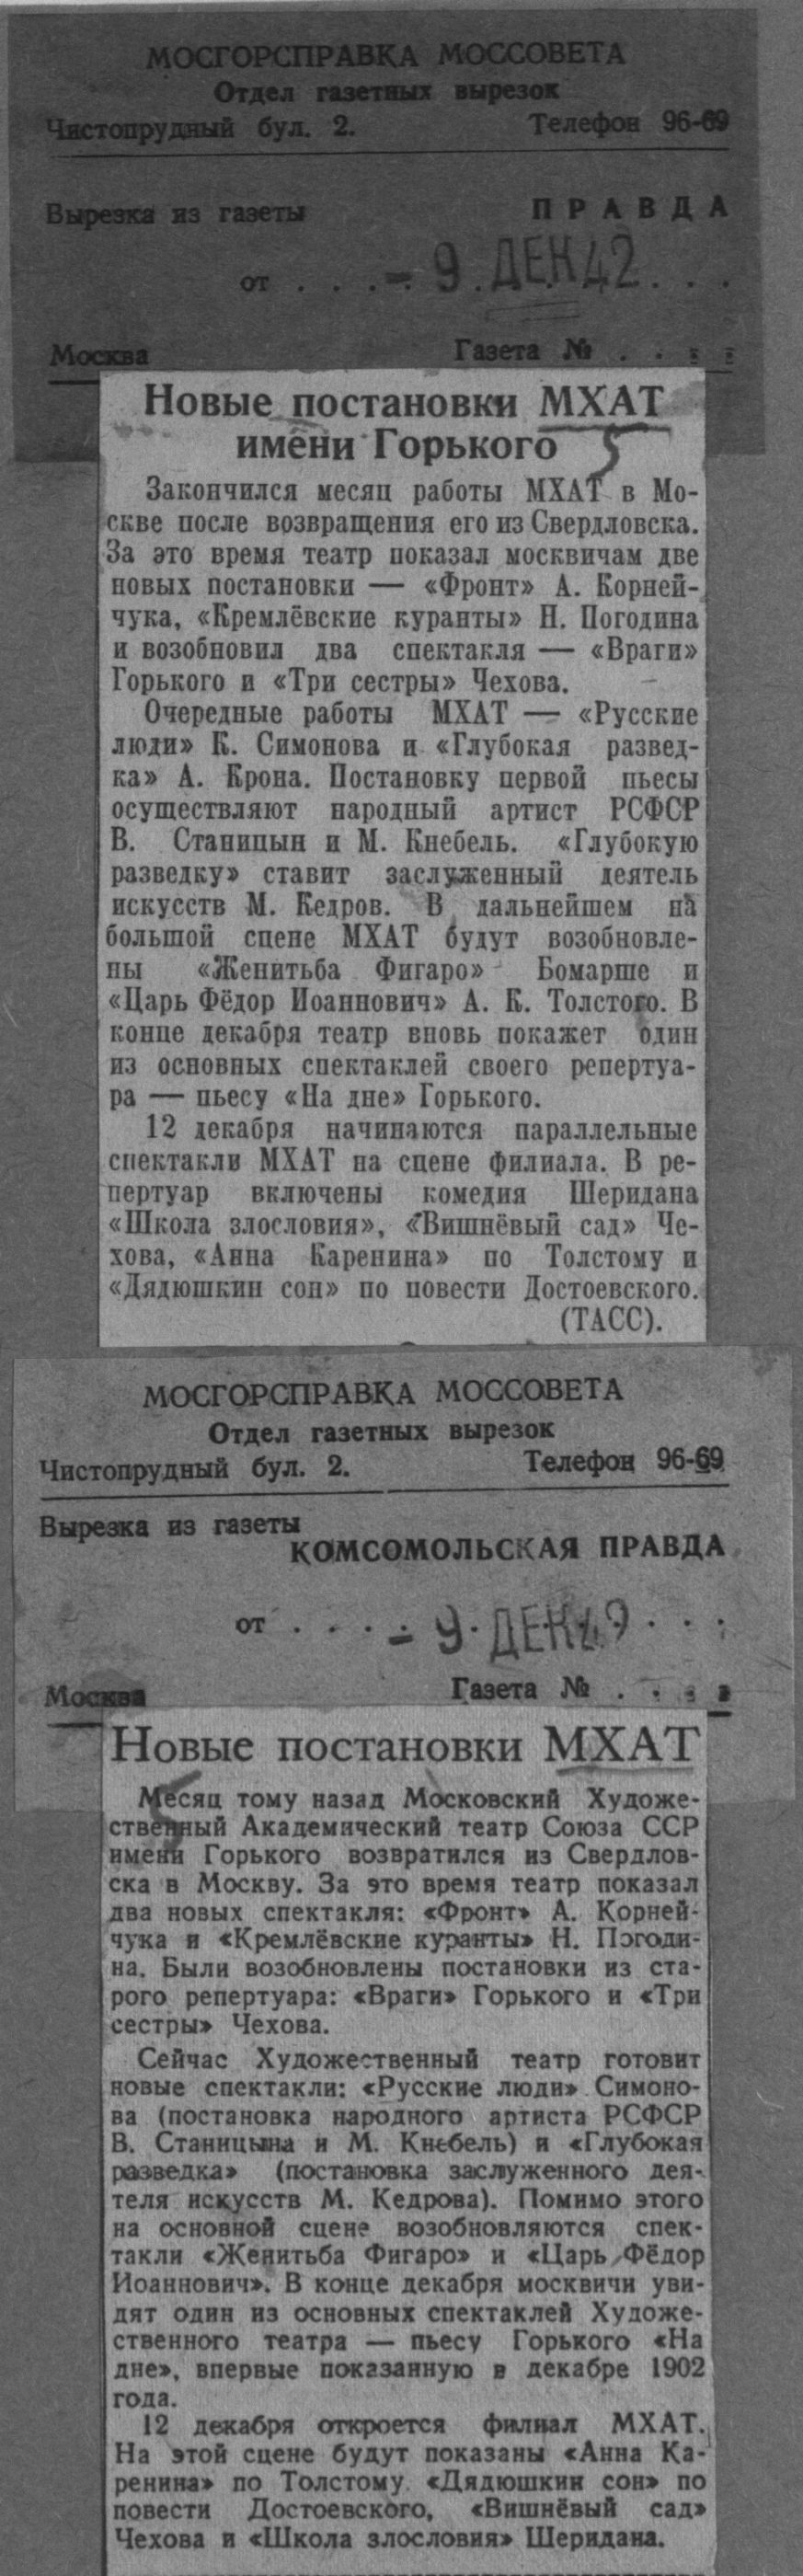 МОСГОРСПРАВКА МОССОВЕТА
Отдел газетных вырезок
Чистопрудный бул. 2. Телефон 96-69
Вырезка из газеты ПРАВДА
от . . . - 9. ДЕК 42 . . .
Москва Газета № . . . .
Новые постановки МХАТ
имени Горького
Закончился месяц работы МХАТ в Мо-
скве после возвращения его из Свердловска.
За это время театр показал москвичам две
новых постановки — «Фронт» А. Корней-
чука, «Кремлёвские куранты» Н. Погодина
и возобновил два спектакля — «Враги»
Горького и «Три сестры» Чехова.
Очередные работы МХАТ — «Русские
люди» К. Симонова и «Глубокая развед-
ка» А. Крона. Постановку первой пьесы
осуществляют народный артист РСФСР
В. Станицын и М. Кнебель. «Глубокую
разведку» ставит заслуженный деятель
искусств М. Кедров. В дальнейшем на
большой сцене МХАТ будут возобновле-
ны «Женитьба Фигаро» Бомарше и
«Царь Фёдор Иоаннович» А. К. Толстого. В
конце декабря театр вновь покажет один
из основных спектаклей своего репертуа-
ра — пьесу «На дне» Горького.
12 декабря начинаются параллельные
спектакли МХАТ на сцене филиала. В ре-
пертуар включены комедия Шеридана
«Школа злословия», «Вишнёвый сад» Че-
хова, «Анна Каренина» по Толстому и
«Дядюшкин сон» по повести Достоевского.
(ТАСС).
МОСГОРСПРАВКА МОССОВЕТА
Отдел газетных вырезок
Чистопрудный бул. 2. Телефон 96-69
Вырезка из газеты
КОМСОМОЛЬСКАЯ ПРАВДА
от . . . . - 9. ДЕК 42 . . .
Москва Газета № . . . .
Новые постановки МХАТ
Месяц тому назад Московский Художе-
ственный Академический театр Союза ССР
имени Горького возвратился из Свердлов-
ска в Москву. За это время театр показал
два новых спектакля: «Фронт» А. Корней-
чука и «Кремлёвские куранты» Н. Погоди-
на. Были возобновлены постановки из ста-
рого репертуара: «Враги» Горького и «Три
сестры» Чехова.
Сейчас Художественный театр готовит
новые спектакли: «Русские люди» Симоно-
ва (постановка народного артиста РСФСР
В. Станицына и М. Кнебель) и «Глубокая
разведка» (постановка заслуженного дея-
теля искусств М. Кедрова). Помимо этого
на основной сцене возобновляются спек-
такли «Женитьба Фигаро» и «Царь Фёдор
Иоаннович». В конце декабря москвичи уви-
дят один из основных спектаклей Художе-
ственного театра — пьесу Горького «На
дне», впервые показанную в декабре 1902
года.
12 декабря откроется филиал МХАТ.
На этой сцене будут показаны «Анна Ка-
ренина» по Толстому. «Дядюшкин сон» по
повести Достоевского, «Вишнёвый сад»
Чехова и «Школа злословия» Шеридана.